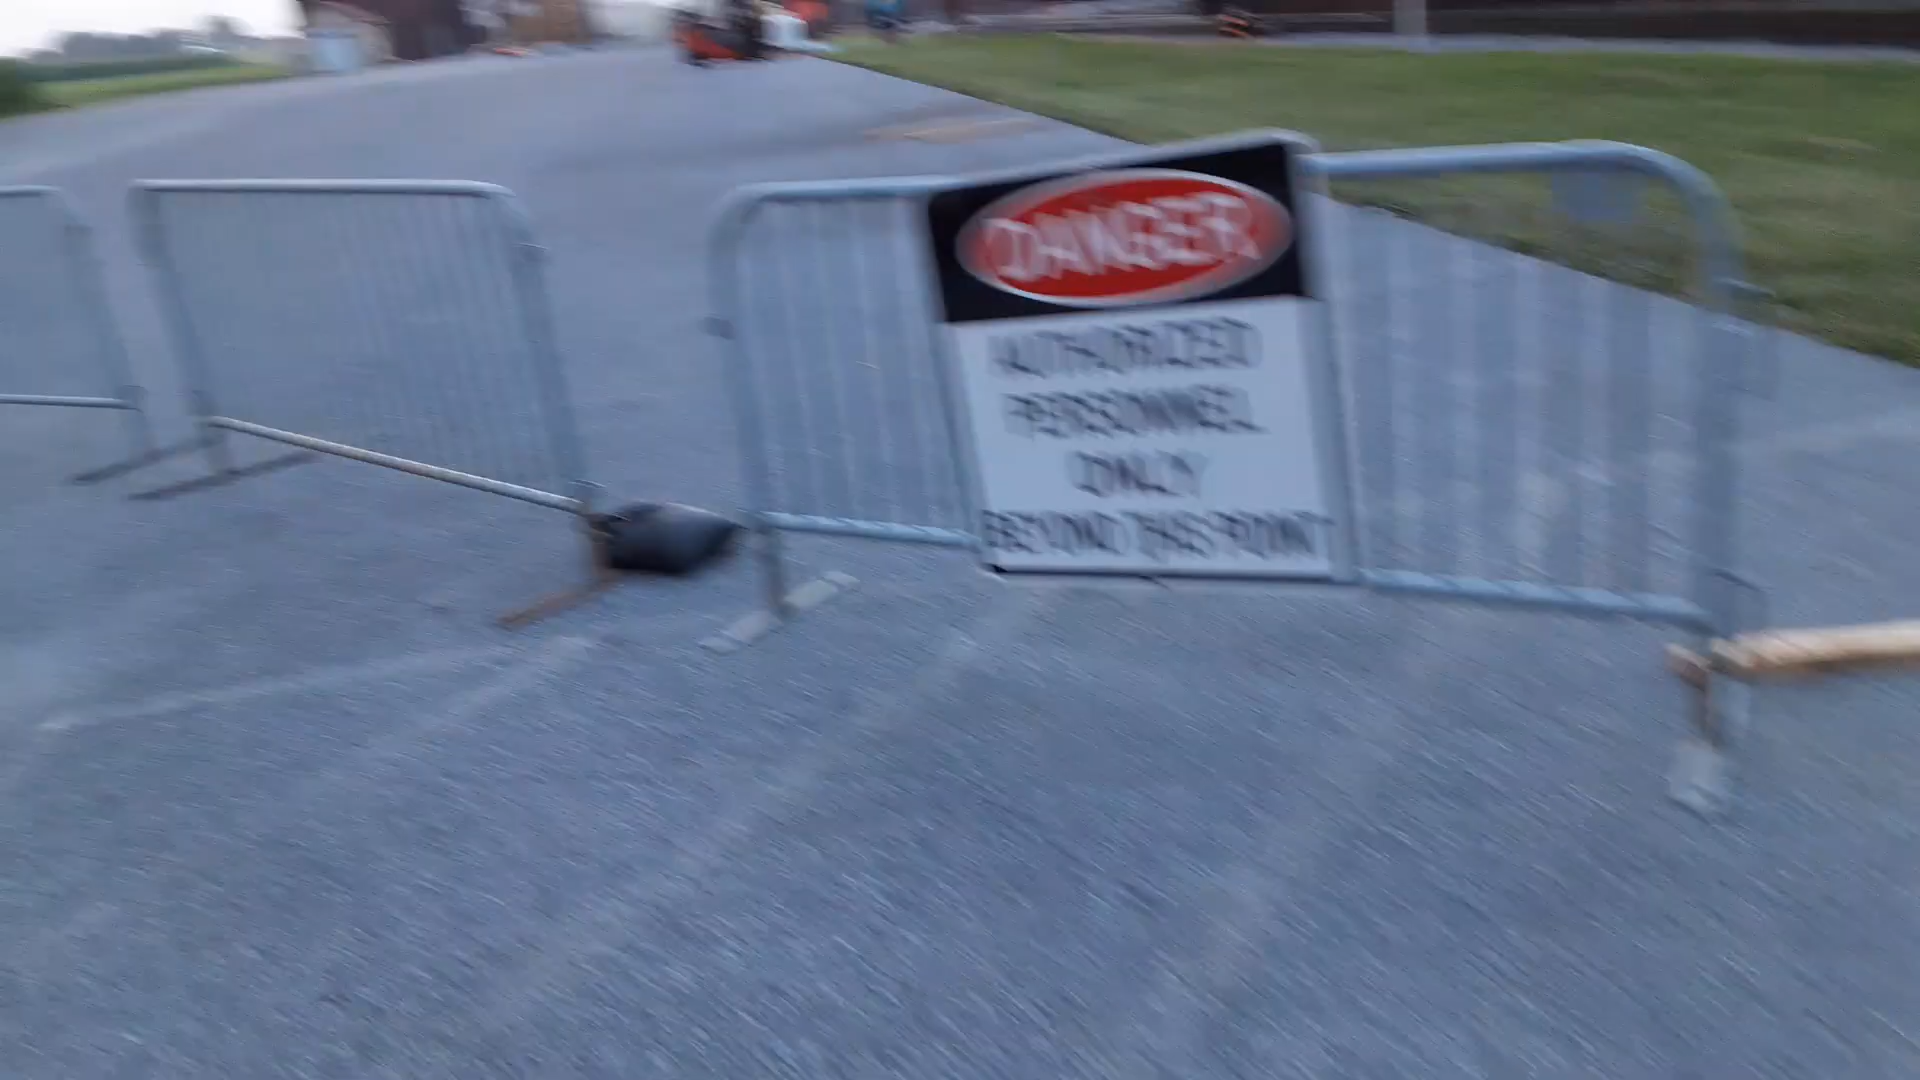 DANGER
AUTHORIZED
PERSONNEL
ONLY
BEYOND THIS POINT